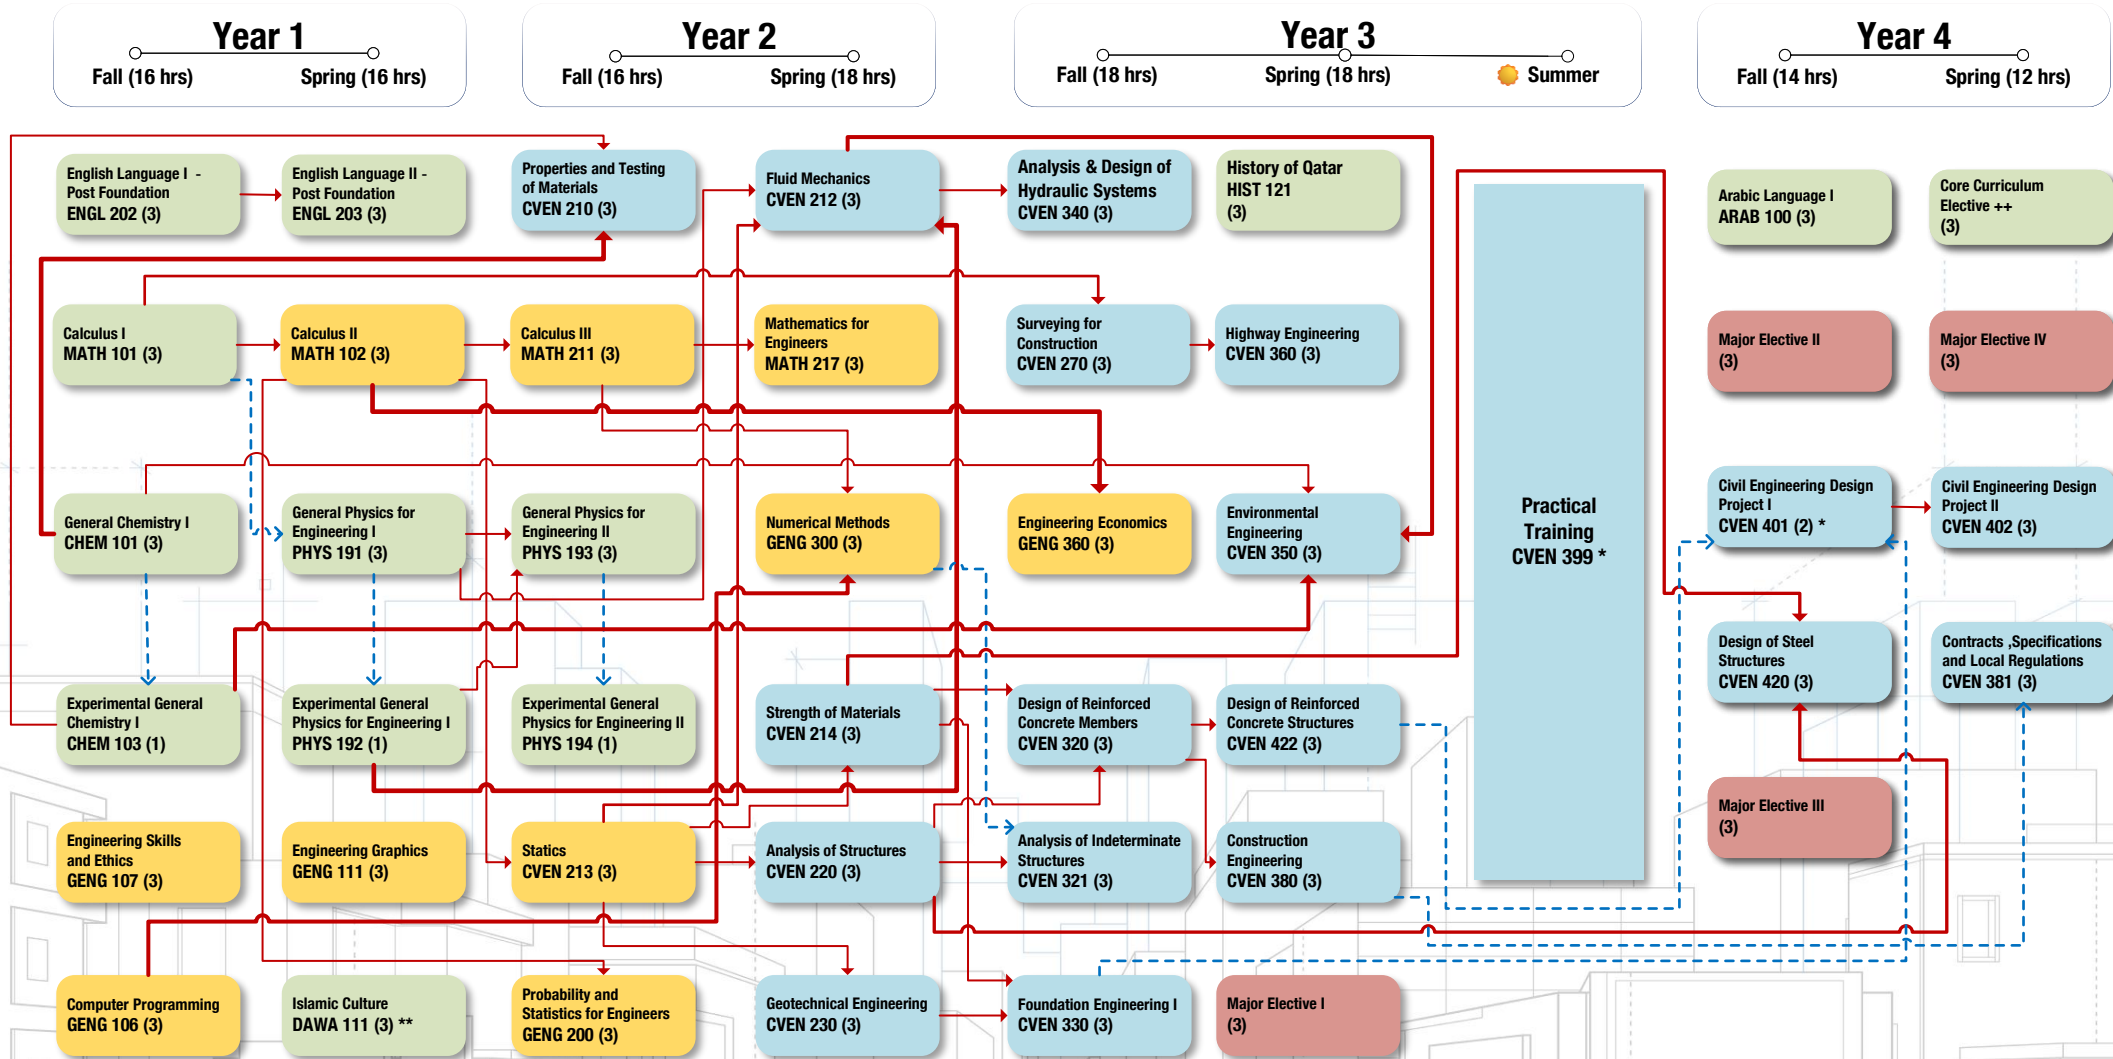 Year 1
Fall (16 hrs)
Spring (16 hrs)
Year 2
Fall (16 hrs)
Spring (18 hrs)
Year 3
Fall (18 hrs)
Spring (18 hrs)
Summer
Year 4
Fall (14 hrs)
Spring (12 hrs)
English Language I -
Post Foundation
ENGL 202 (3)
English Language II -
Post Foundation
ENGL 203 (3)
Properties and Testing
of Materials
CVEN 210 (3)
Fluid Mechanics
CVEN 212 (3)
Analysis & Design of
Hydraulic Systems
CVEN 340 (3)
History of Qatar
HIST 121
(3)
Arabic Language I
ARAB 100 (3)
Core Curriculum
Elective ++
(3)
Calculus I
MATH 101 (3)
Calculus II
MATH 102 (3)
Calculus III
MATH 211 (3)
Mathematics for
Engineers
MATH 217 (3)
Surveying for
Construction
CVEN 270 (3)
Highway Engineering
CVEN 360 (3)
Major Elective II
(3)
Major Elective IV
(3)
General Chemistry I
CHEM 101 (3)
General Physics for
Engineering I
PHYS 191 (3)
General Physics for
Engineering II
PHYS 193 (3)
Numerical Methods
GENG 300 (3)
Engineering Economics
GENG 360 (3)
Environmental
Engineering
CVEN 350 (3)
Practical
Training
CVEN 399 *
Civil Engineering Design
Project I
CVEN 401 (2) *
Civil Engineering Design
Project II
CVEN 402 (3)
Experimental General
Chemistry I
CHEM 103 (1)
Experimental General
Physics for Engineering I
PHYS 192 (1)
Experimental General
Physics for Engineering II
PHYS 194 (1)
Strength of Materials
CVEN 214 (3)
Design of Reinforced
Concrete Members
CVEN 320 (3)
Design of Reinforced
Concrete Structures
CVEN 422 (3)
Design of Steel
Structures
CVEN 420 (3)
Contracts ,Specifications
and Local Regulations
CVEN 381 (3)
Engineering Skills
and Ethics
GENG 107 (3)
Engineering Graphics
GENG 111 (3)
Statics
CVEN 213 (3)
Analysis of Structures
CVEN 220 (3)
Analysis of Indeterminate
Structures
CVEN 321 (3)
Construction
Engineering
CVEN 380 (3)
Major Elective III
(3)
Computer Programming
GENG 106 (3)
Islamic Culture
DAWA 111 (3) **
Probability and
Statistics for Engineers
GENG 200 (3)
Geotechnical Engineering
CVEN 230 (3)
Foundation Engineering I
CVEN 330 (3)
Major Elective I
(3)